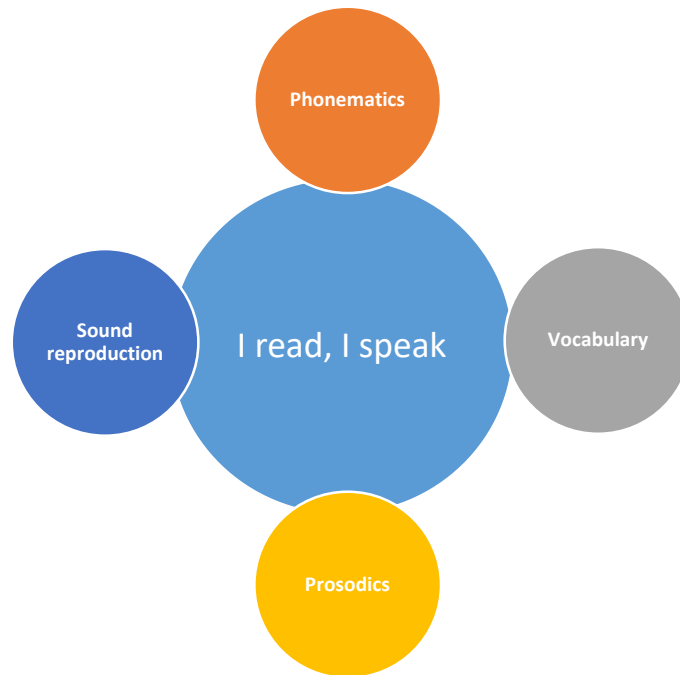 Phonematics
Sound
reproduction
I read, I speak
Vocabulary
Prosodics